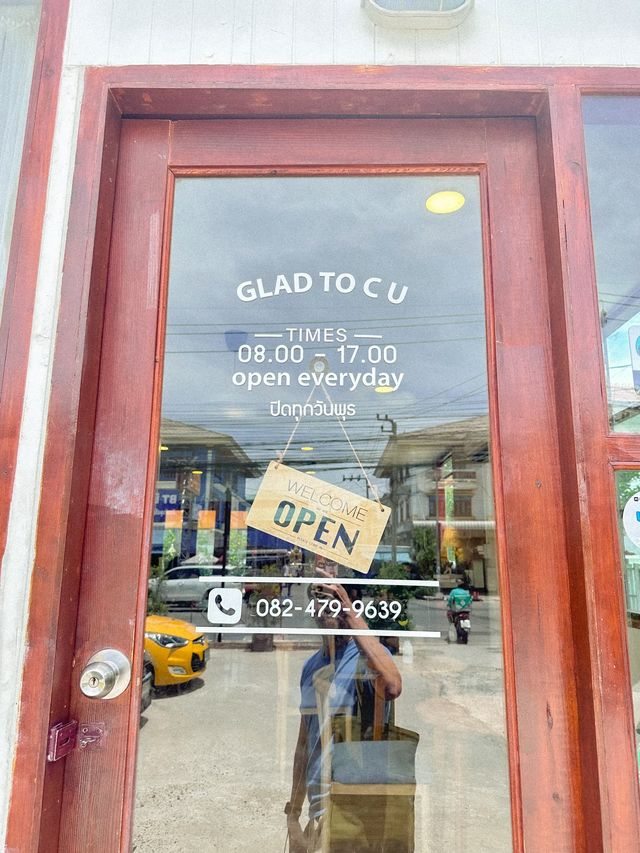 GLAD TO C U
TIMES
08.00 - 17.00
open everyday
ปิดทุกวันพุธ
WELCOME
OPEN
082-479-9639